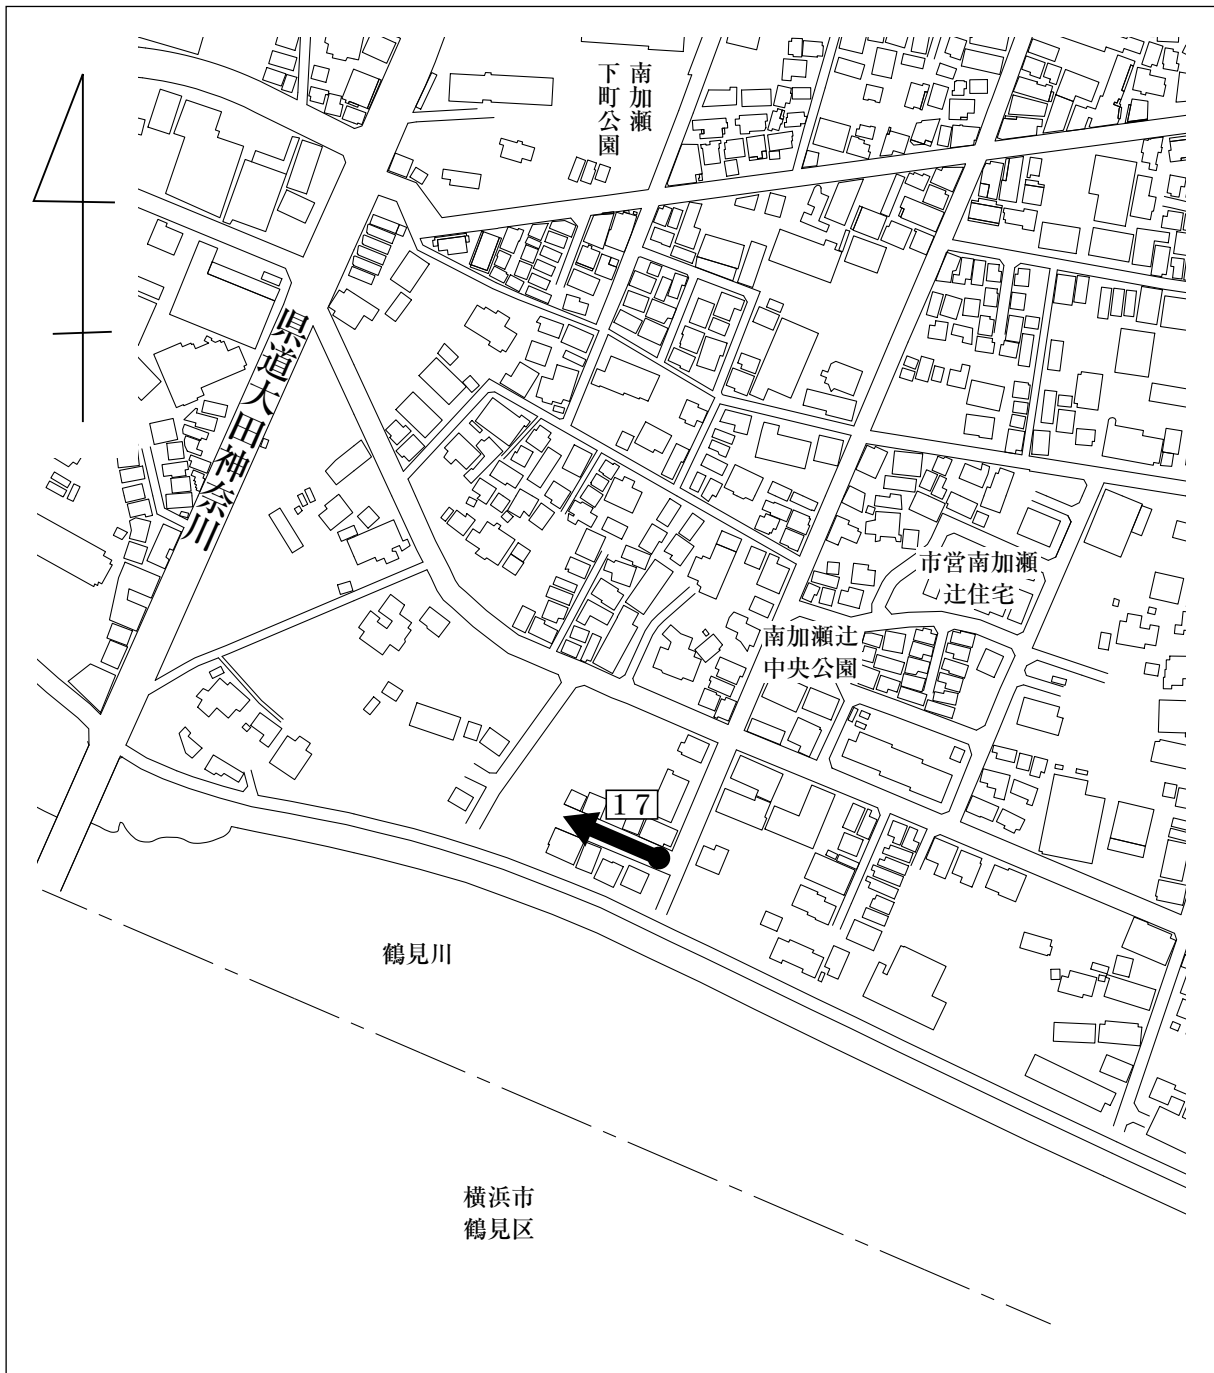 南加瀬
下町公園
県道大田神奈川
市営南加瀬
辻住宅
南加瀬辻
中央公園
17
鶴見川
横浜市
鶴見区